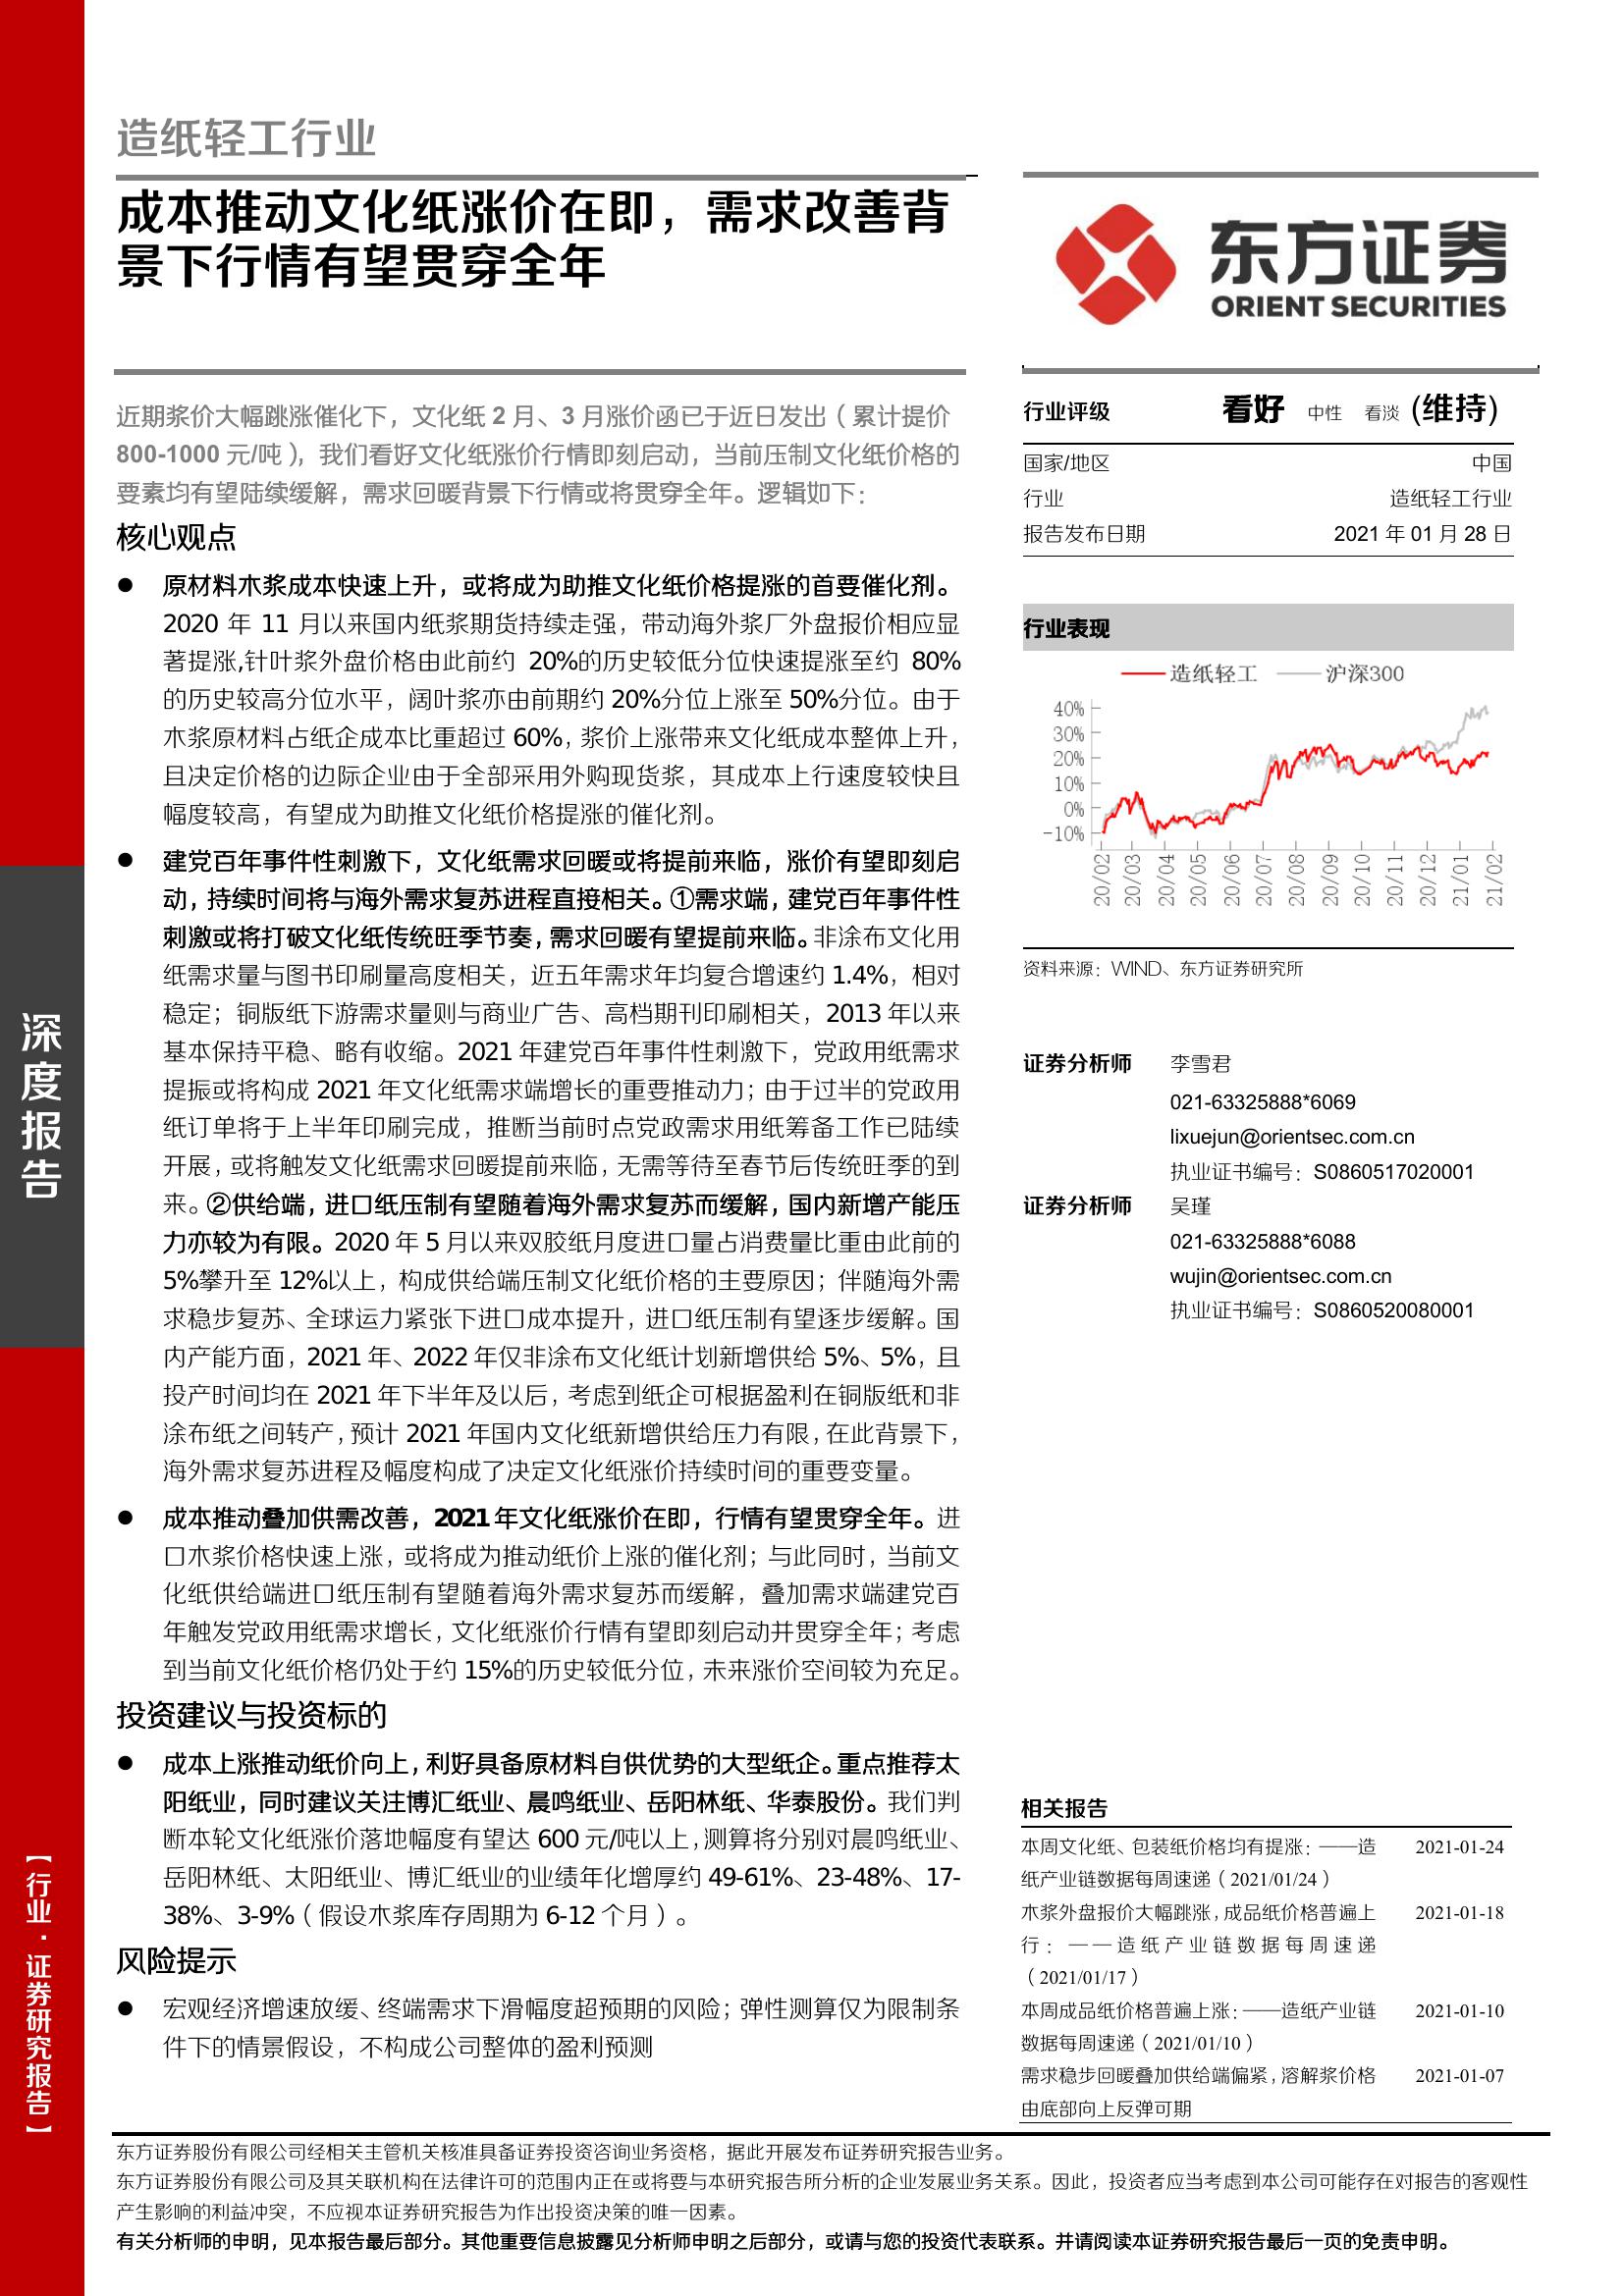 造纸轻工行业
成本推动文化纸涨价在即，需求改善背
景下行情有望贯穿全年
近期浆价大幅跳涨催化下，文化纸 2 月、3 月涨价函已于近日发出（累计提价
800-1000 元/吨），我们看好文化纸涨价行情即刻启动，当前压制文化纸价格的
要素均有望陆续缓解，需求回暖背景下行情或将贯穿全年。逻辑如下：
核心观点
● 原材料木浆成本快速上升，或将成为助推文化纸价格提涨的首要催化剂。
2020 年 11 月以来国内纸浆期货持续走强，带动海外浆厂外盘报价相应显
著提涨,针叶浆外盘价格由此前约 20%的历史较低分位快速提涨至约 80%
的历史较高分位水平，阔叶浆亦由前期约 20%分位上涨至 50%分位。由于
木浆原材料占纸企成本比重超过 60%，浆价上涨带来文化纸成本整体上升，
且决定价格的边际企业由于全部采用外购现货浆，其成本上行速度较快且
幅度较高，有望成为助推文化纸价格提涨的催化剂。
● 建党百年事件性刺激下，文化纸需求回暖或将提前来临，涨价有望即刻启
动，持续时间将与海外需求复苏进程直接相关。①需求端，建党百年事件性
刺激或将打破文化纸传统旺季节奏，需求回暖有望提前来临。非涂布文化用
纸需求量与图书印刷量高度相关，近五年需求年均复合增速约 1.4%，相对
稳定；铜版纸下游需求量则与商业广告、高档期刊印刷相关，2013 年以来
基本保持平稳、略有收缩。2021 年建党百年事件性刺激下，党政用纸需求
提振或将构成 2021 年文化纸需求端增长的重要推动力；由于过半的党政用
纸订单将于上半年印刷完成，推断当前时点党政需求用纸筹备工作已陆续
开展，或将触发文化纸需求回暖提前来临，无需等待至春节后传统旺季的到
来。②供给端，进口纸压制有望随着海外需求复苏而缓解，国内新增产能压
力亦较为有限。2020 年 5 月以来双胶纸月度进口量占消费量比重由此前的
5%攀升至 12%以上，构成供给端压制文化纸价格的主要原因；伴随海外需
求稳步复苏、全球运力紧张下进口成本提升，进口纸压制有望逐步缓解。国
内产能方面，2021 年、2022 年仅非涂布文化纸计划新增供给 5%、5%，且
投产时间均在 2021 年下半年及以后，考虑到纸企可根据盈利在铜版纸和非
涂布纸之间转产，预计 2021 年国内文化纸新增供给压力有限，在此背景下，
海外需求复苏进程及幅度构成了决定文化纸涨价持续时间的重要变量。
● 成本推动叠加供需改善，2021 年文化纸涨价在即，行情有望贯穿全年。进
口木浆价格快速上涨，或将成为推动纸价上涨的催化剂；与此同时，当前文
化纸供给端进口纸压制有望随着海外需求复苏而缓解，叠加需求端建党百
年触发党政用纸需求增长，文化纸涨价行情有望即刻启动并贯穿全年；考虑
到当前文化纸价格仍处于约 15%的历史较低分位，未来涨价空间较为充足。
投资建议与投资标的
● 成本上涨推动纸价向上，利好具备原材料自供优势的大型纸企。重点推荐太
阳纸业，同时建议关注博汇纸业、晨鸣纸业、岳阳林纸、华泰股份。我们判
断本轮文化纸涨价落地幅度有望达 600 元/吨以上，测算将分别对晨鸣纸业、
岳阳林纸、太阳纸业、博汇纸业的业绩年化增厚约 49-61%、23-48%、17-
38%、3-9%（假设木浆库存周期为 6-12 个月）。
风险提示
● 宏观经济增速放缓、终端需求下滑幅度超预期的风险；弹性测算仅为限制条
件下的情景假设，不构成公司整体的盈利预测
东方证券
ORIENT SECURITIES
行业评级 看好 中性 看淡 (维持)
国家/地区 中国
行业 造纸轻工行业
报告发布日期 2021 年 01 月 28 日
行业表现
造纸轻工 沪深300
40%
30%
20%
10%
0%
-10%
20/02 20/03 20/04 20/05 20/06 20/07 20/08 20/09 20/10 20/11 20/12 21/01 21/02
资料来源：WIND、东方证券研究所
证券分析师 李雪君
021-63325888*6069
lixuejun@orientsec.com.cn
执业证书编号：S0860517020001
证券分析师 吴瑾
021-63325888*6088
wujin@orientsec.com.cn
执业证书编号：S0860520080001
相关报告
本周文化纸、包装纸价格均有提涨：——造 2021-01-24
纸产业链数据每周速递（2021/01/24）
木浆外盘报价大幅跳涨，成品纸价格普遍上 2021-01-18
行：——造纸产业链数据每周速递
（2021/01/17）
本周成品纸价格普遍上涨：——造纸产业链 2021-01-10
数据每周速递（2021/01/10）
需求稳步回暖叠加供给端偏紧，溶解浆价格 2021-01-07
由底部向上反弹可期
深度报告
【行业·证券研究报告】
东方证券股份有限公司经相关主管机关核准具备证券投资咨询业务资格，据此开展发布证券研究报告业务。
东方证券股份有限公司及其关联机构在法律许可的范围内正在或将要与本研究报告所分析的企业发展业务关系。因此，投资者应当考虑到本公司可能存在对报告的客观性
产生影响的利益冲突，不应视本证券研究报告为作出投资决策的唯一因素。
有关分析师的申明，见本报告最后部分。其他重要信息披露见分析师申明之后部分，或请与您的投资代表联系。并请阅读本证券研究报告最后一页的免责申明。